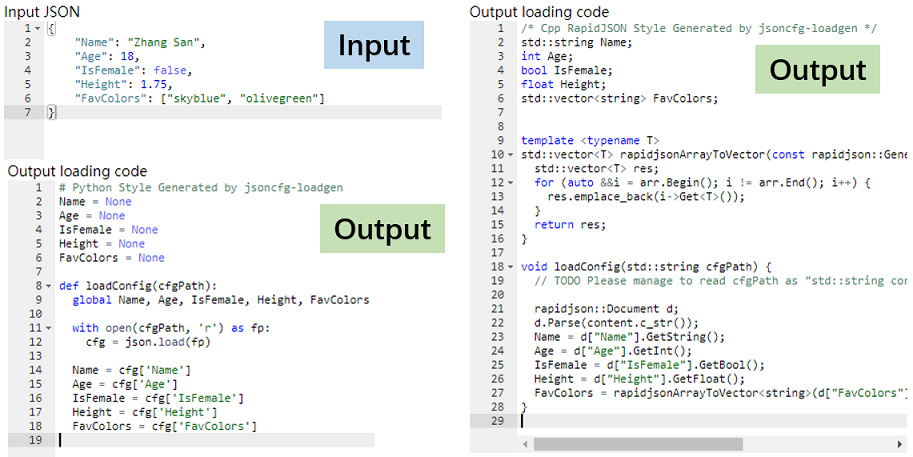 Input JSON
1 {
2     "Name": "Zhang San",
3     "Age": 18,
4     "IsFemale": false,
5     "Height": 1.75,
6     "FavColors": ["skyblue", "olivegreen"]
7 }
Input
Output loading code
1 # Python Style Generated by jsoncfg-loadgen
2 Name = None
3 Age = None
4 IsFemale = None
5 Height = None
6 FavColors = None
7
8 def loadConfig(cfgPath):
9   global Name, Age, IsFemale, Height, FavColors
10
11   with open(cfgPath, 'r') as fp:
12     cfg = json.load(fp)
13
14   Name = cfg['Name']
15   Age = cfg['Age']
16   IsFemale = cfg['IsFemale']
17   Height = cfg['Height']
18   FavColors = cfg['FavColors']
19
Output
Output loading code
1 /* Cpp RapidJSON Style Generated by jsoncfg-loadgen */
2 std::string Name;
3 int Age;
4 bool IsFemale;
5 float Height;
6 std::vector<string> FavColors;
7
8
9 template <typename T>
10 std::vector<T> rapidjsonArrayToVector(const rapidjson::Gene
11   std::vector<T> res;
12   for (auto &&i = arr.Begin(); i != arr.End(); i++) {
13     res.emplace_back(i->Get<T>());
14   }
15   return res;
16 }
17
18 void loadConfig(std::string cfgPath) {
19   // TODO Please manage to read cfgPath as "std::string con
20
21   rapidjson::Document d;
22   d.Parse(content.c_str());
23   Name = d["Name"].GetString();
24   Age = d["Age"].GetInt();
25   IsFemale = d["IsFemale"].GetBool();
26   Height = d["Height"].GetFloat();
27   FavColors = rapidjsonArrayToVector<string>(d["FavColors"]
28 }
29
Output